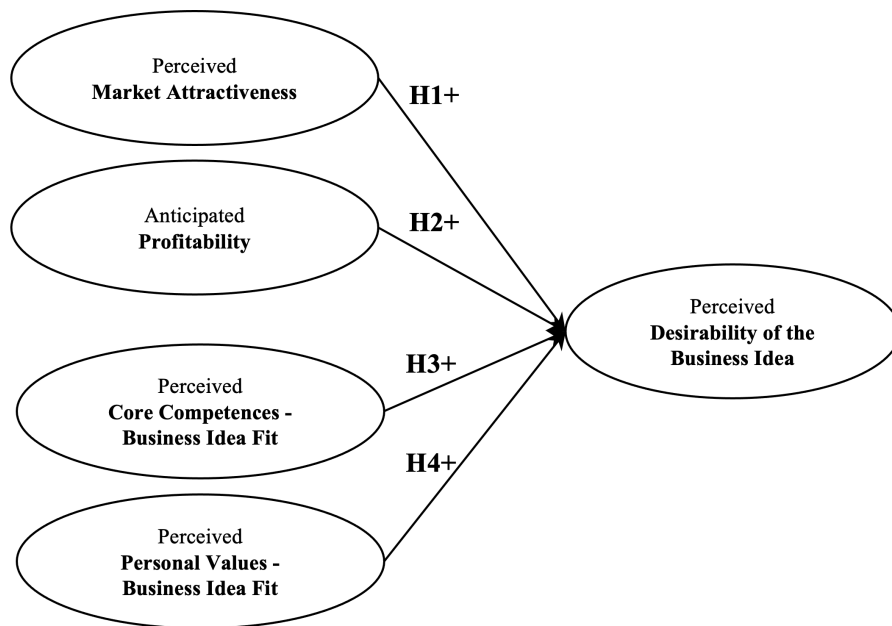 Perceived
Market Attractiveness
H1+
Anticipated
Profitability
H2+
Perceived
Core Competences -
Business Idea Fit
H3+
Perceived
Personal Values -
Business Idea Fit
H4+
Perceived
Desirability of the
Business Idea